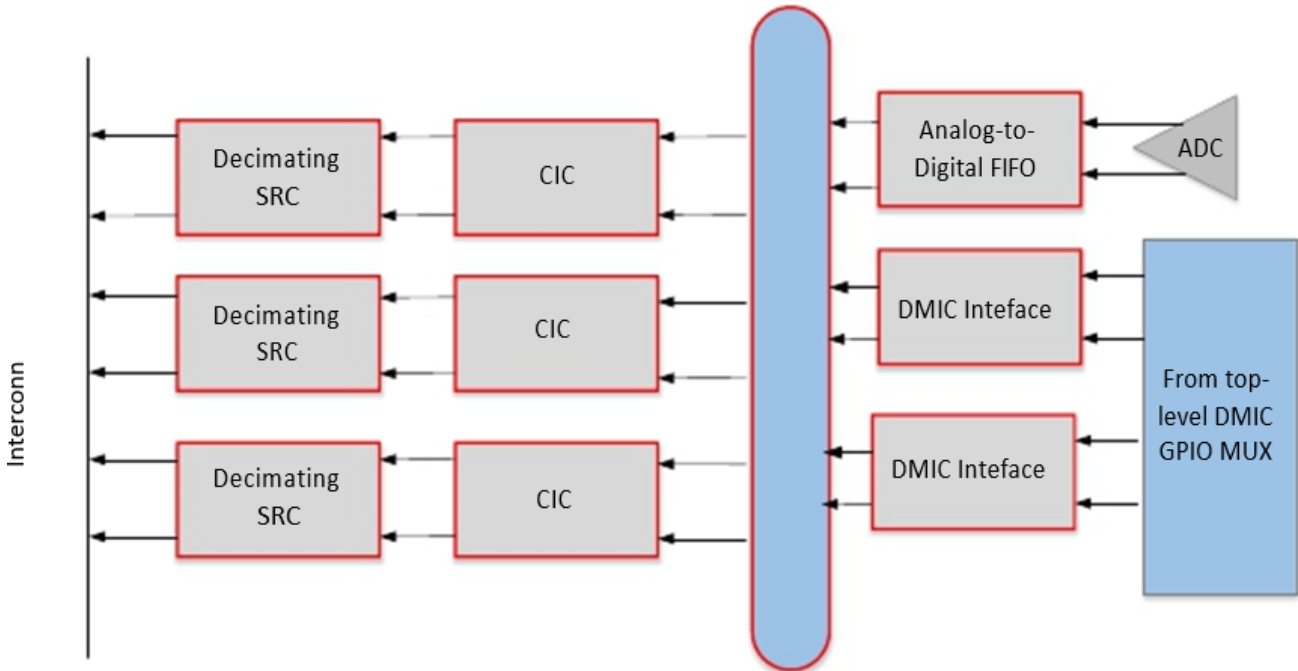 Interconn
Decimating
SRC
CIC
Analog-to-
Digital FIFO
ADC
Decimating
SRC
CIC
DMIC Inteface
From top-
level DMIC
GPIO MUX
Decimating
SRC
CIC
DMIC Inteface